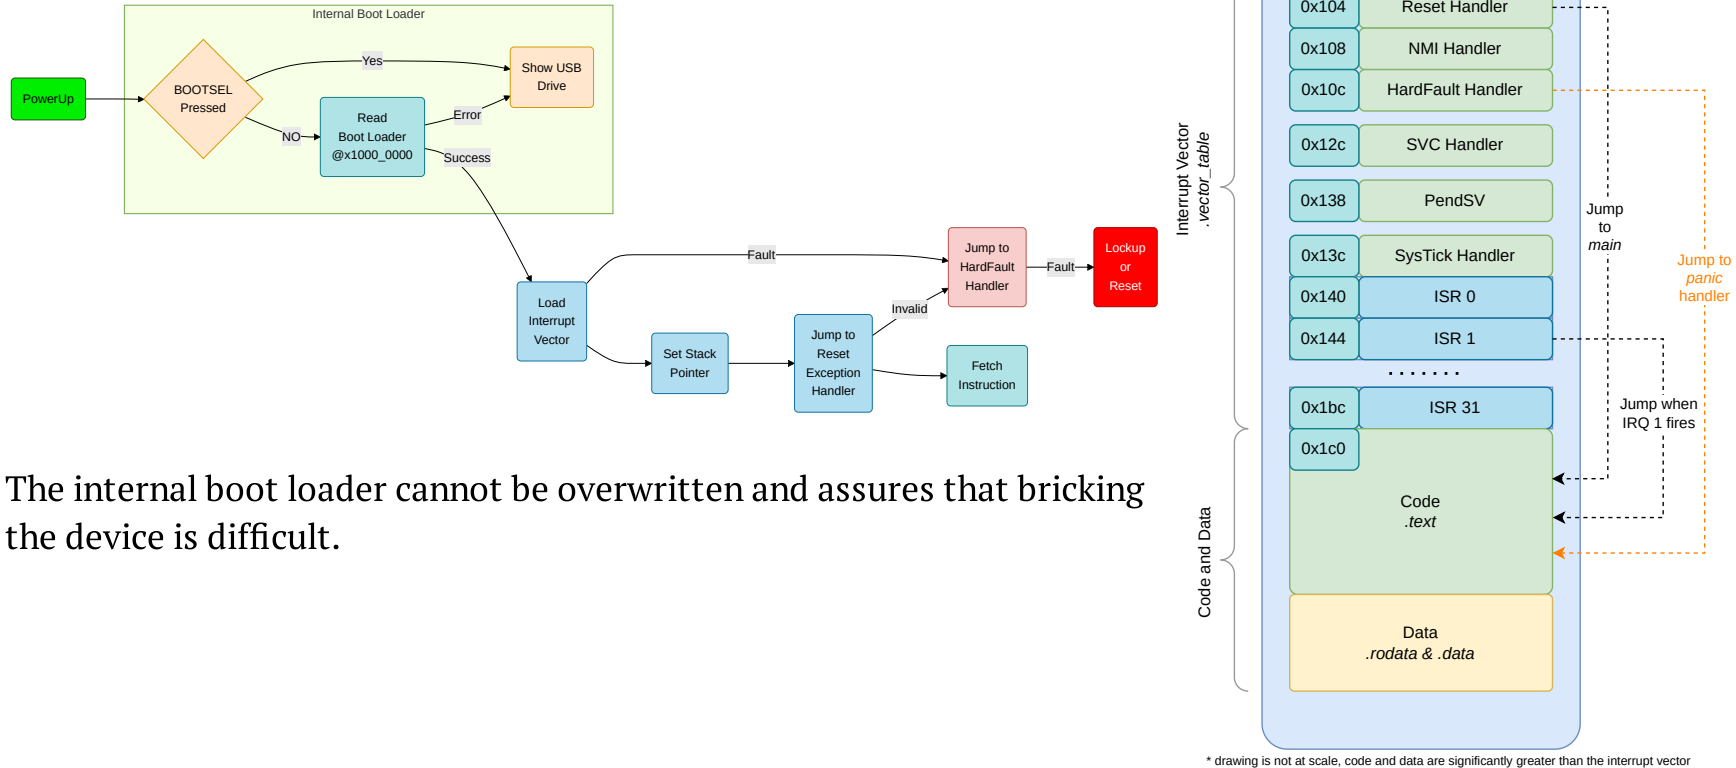 Internal Boot Loader
PowerUp
BOOTSEL
Pressed
Yes
NO
Read
Boot Loader
@x1000_0000
Error
Success
Show USB
Drive
Load
Interrupt
Vector
Fault
Set Stack
Pointer
Jump to
Reset
Exception
Handler
Invalid
Jump to
HardFault
Handler
Fault
Lockup
or
Reset
Fetch
Instruction
The internal boot loader cannot be overwritten and assures that bricking
the device is difficult.
Interrupt Vector
.vector_table
Code and Data
0x104 Reset Handler
0x108 NMI Handler
0x10c HardFault Handler
0x12c SVC Handler
0x138 PendSV
0x13c SysTick Handler
0x140 ISR 0
0x144 ISR 1
.......
0x1bc ISR 31
0x1c0
Code
.text
Data
.rodata & .data
Jump
to
main
Jump to
panic
handler
Jump when
IRQ 1 fires
* drawing is not at scale, code and data are significantly greater than the interrupt vector